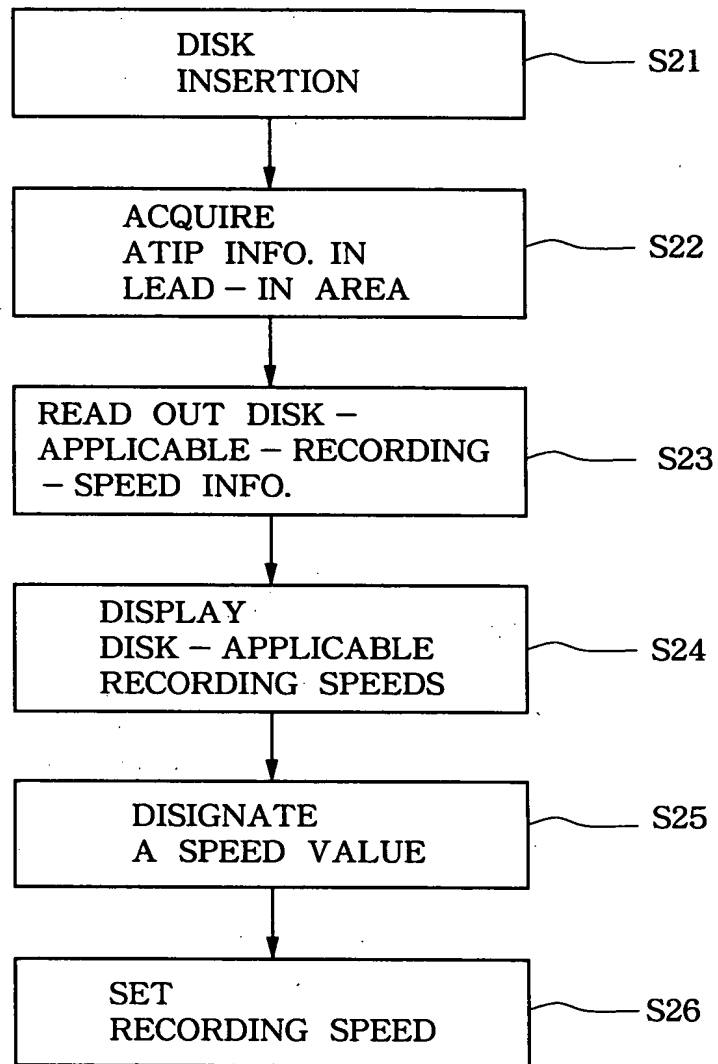 DISK
INSERTION
S21
ACQUIRE
ATIP INFO. IN
LEAD – IN AREA
S22
READ OUT DISK –
APPLICABLE – RECORDING
– SPEED INFO.
S23
DISPLAY
DISK – APPLICABLE
RECORDING SPEEDS
S24
DISIGNATE
A SPEED VALUE
S25
SET
RECORDING SPEED
S26